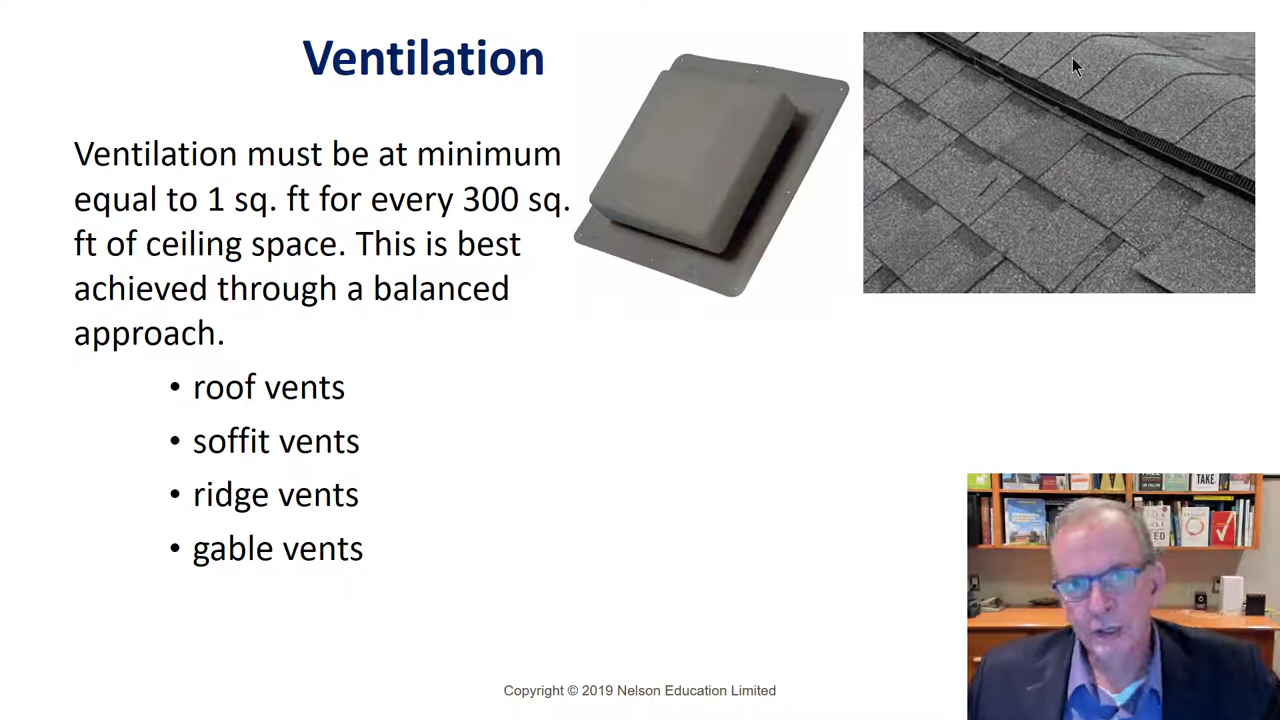 Ventilation
Ventilation must be at minimum
equal to 1 sq. ft for every 300 sq.
ft of ceiling space. This is best
achieved through a balanced
approach.
• roof vents
• soffit vents
• ridge vents
• gable vents
TAKE.
Copyright © 2019 Nelson Education Limited